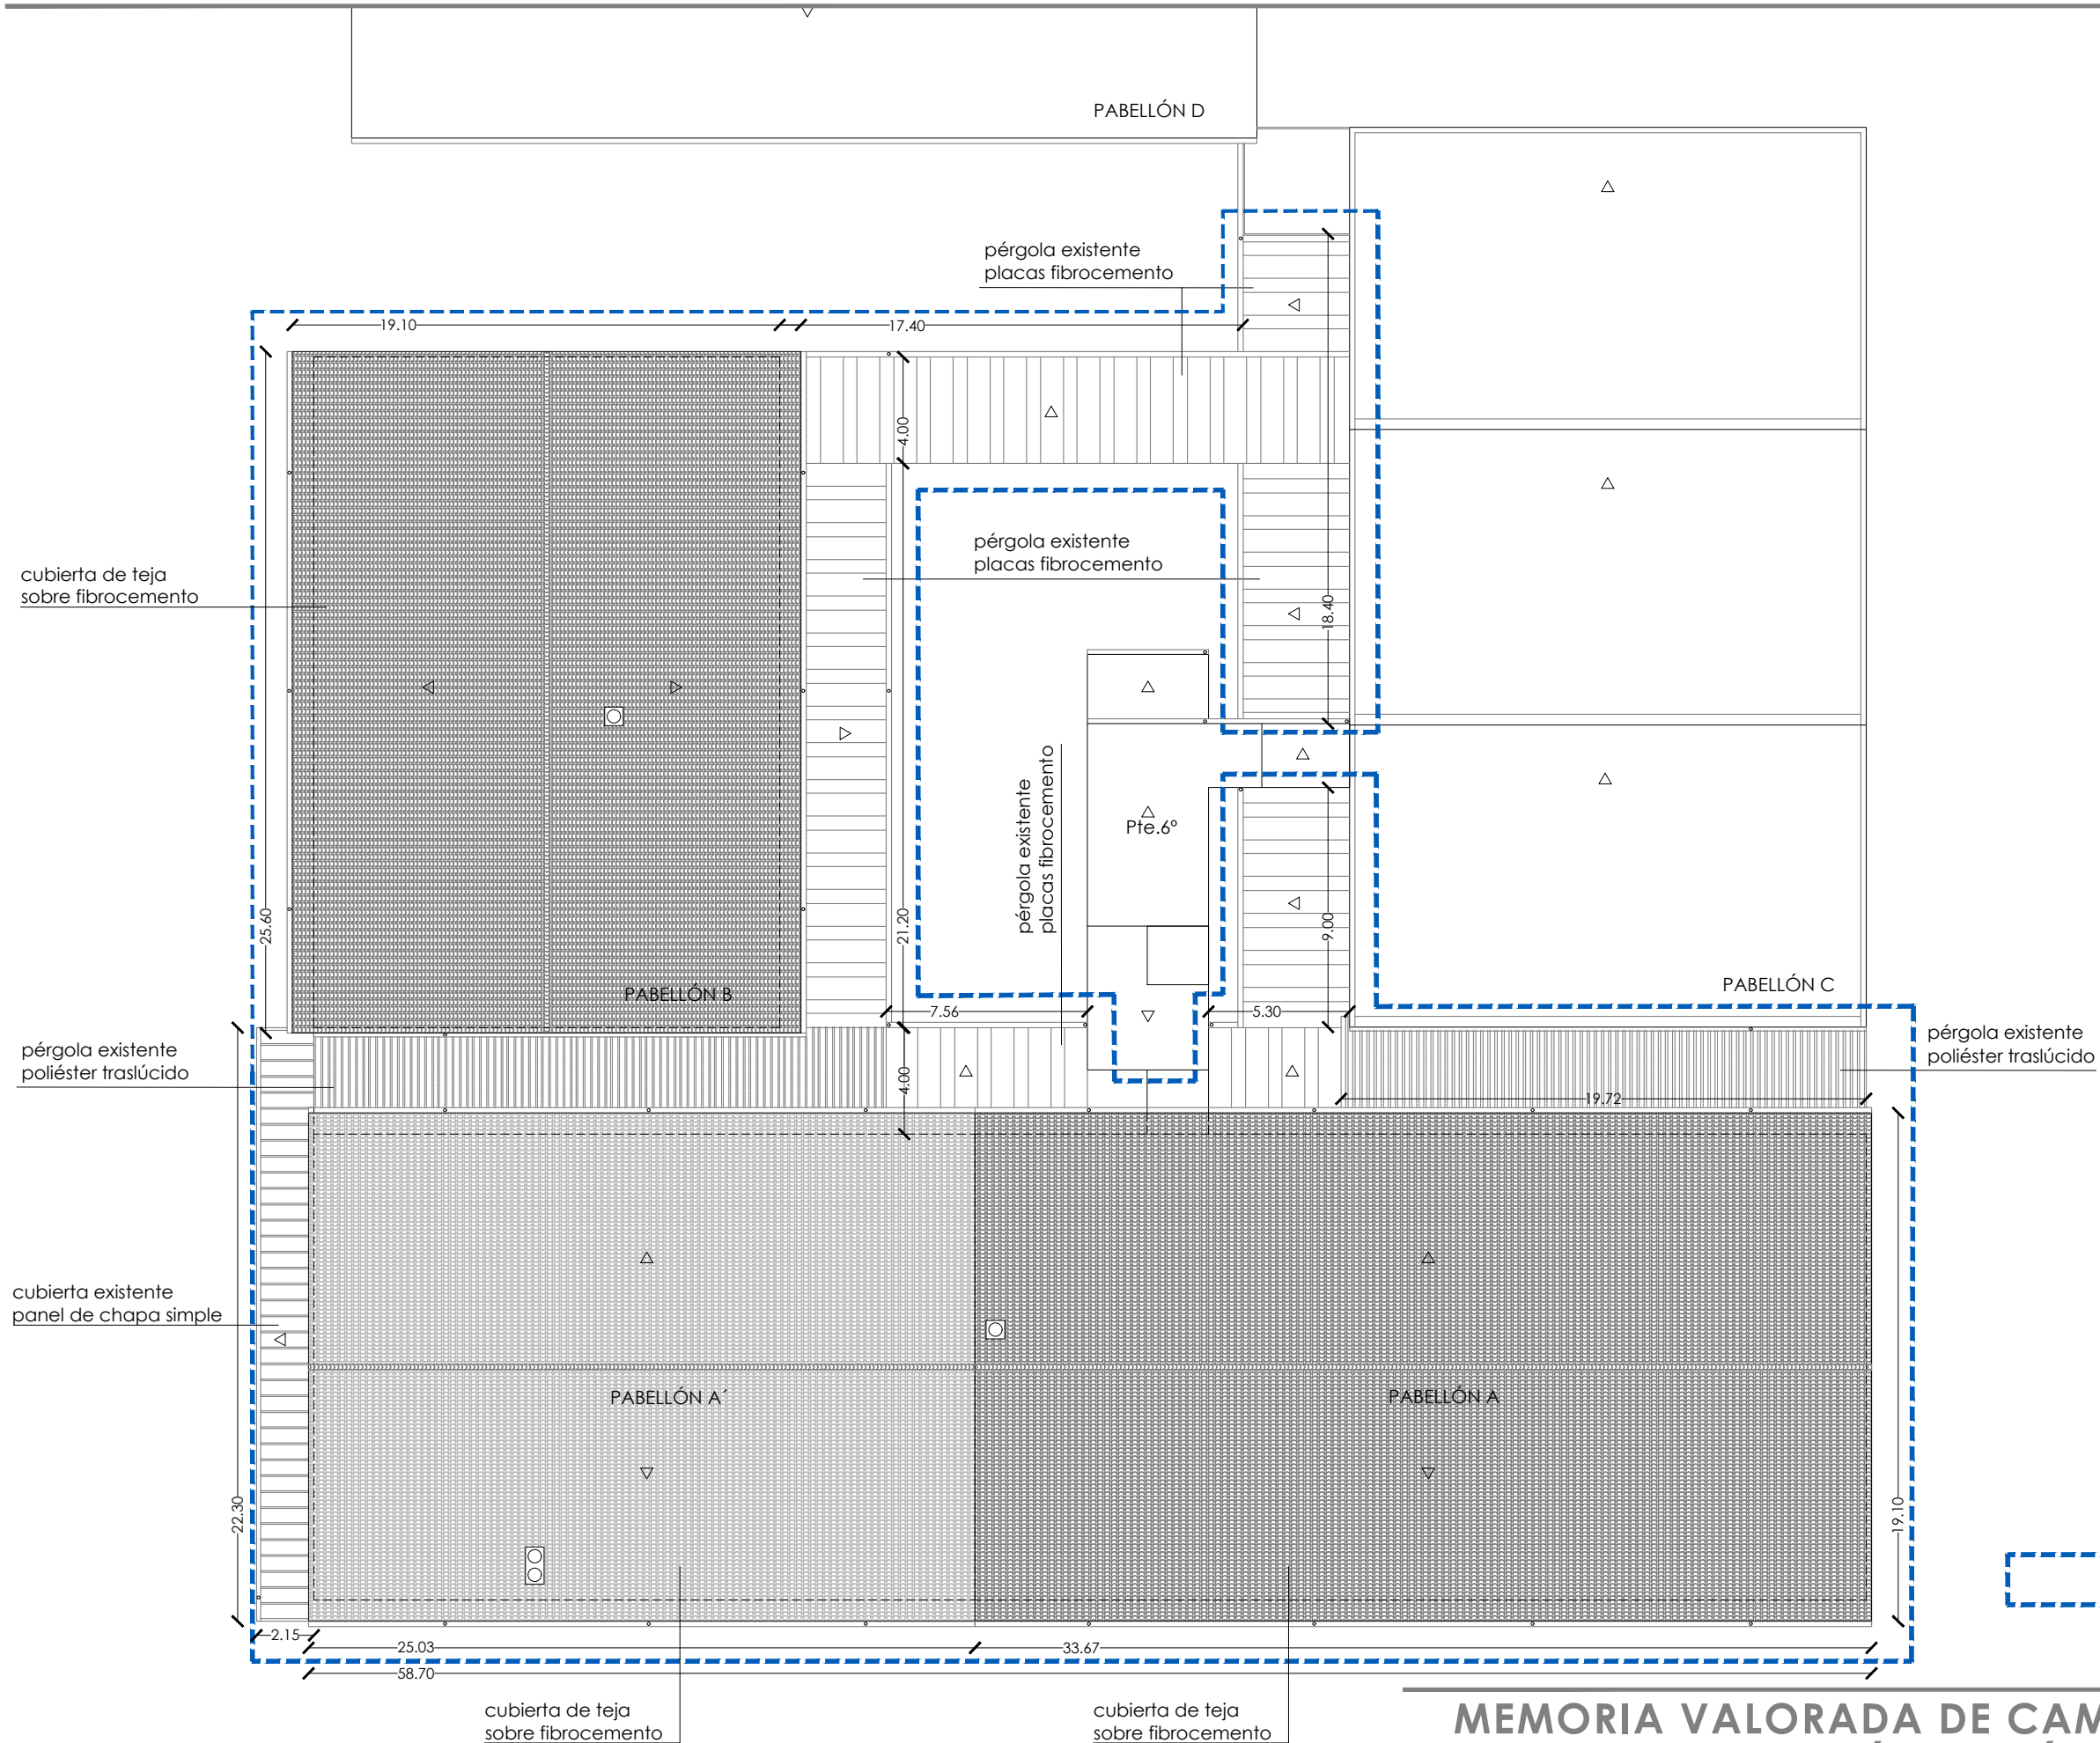 PABELLÓN D
pérgola existente
placas fibrocemento
19.10
17.40
4.00
pérgola existente
placas fibrocemento
cubierta de teja
sobre fibrocemento
18.40
pérgola existente
placas fibrocemento
Pte.6º
25.60
21.20
9.00
PABELLÓN B
PABELLÓN C
7.56
5.30
pérgola existente
poliéster traslúcido
pérgola existente
poliéster traslúcido
4.00
19.72
cubierta existente
panel de chapa simple
PABELLÓN A´
PABELLÓN A
22.30
19.10
2.15
25.03
33.67
58.70
cubierta de teja
sobre fibrocemento
cubierta de teja
sobre fibrocemento
MEMORIA VALORADA DE CAM